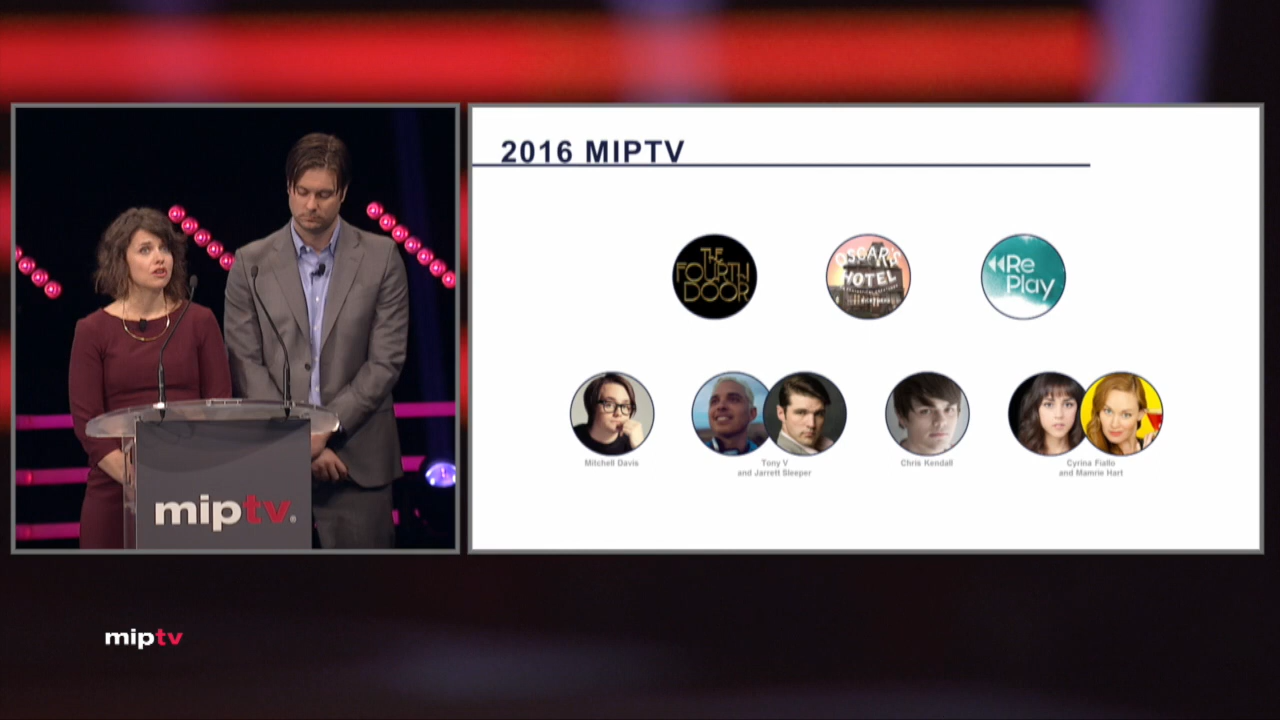 2016 MIPTV
THE
FOURTH
DOOR
OSCAR'S
HOTEL
Re
Play
Mitchell Davis
Tony V
and Jarrett Sleeper
Chris Kendall
Cyrina Fiallo
and Mamrie Hart
miptv.
miptv